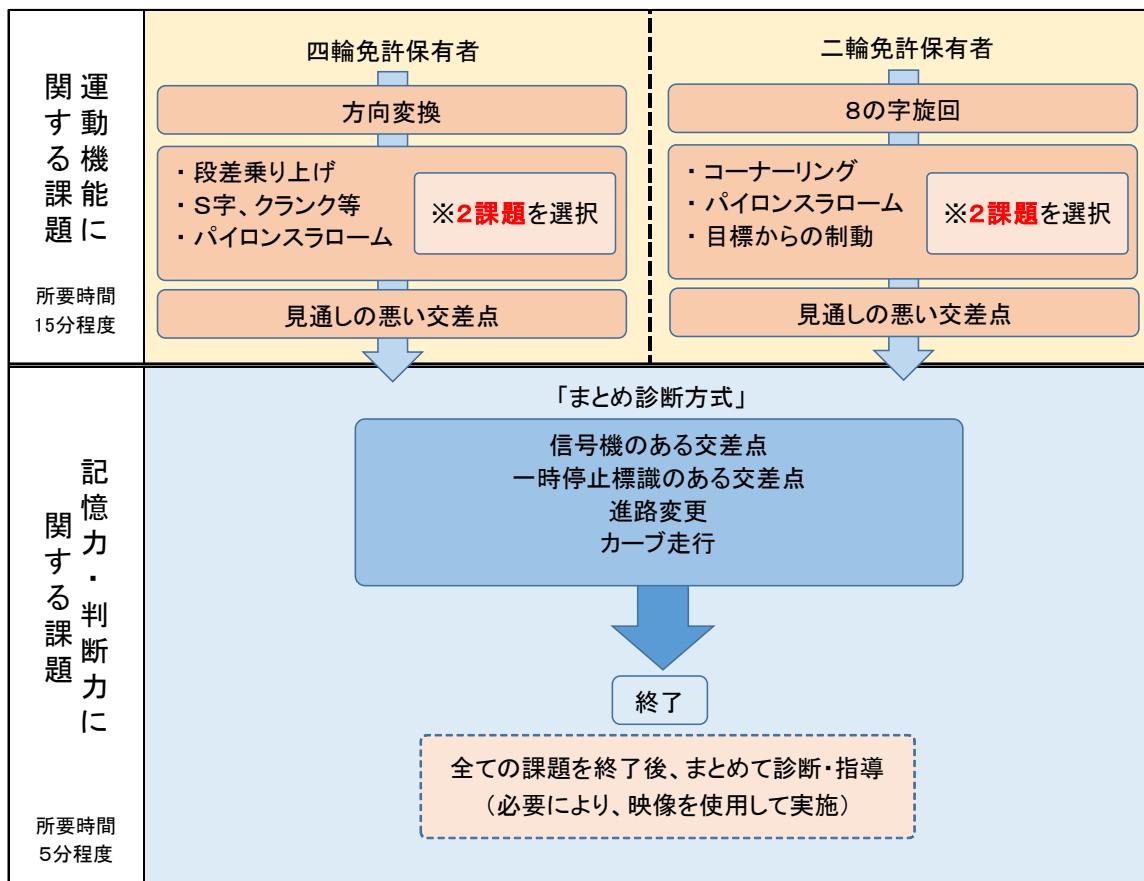 運動機能に
関する課題
所要時間
15分程度
四輪免許保有者
方向変換
・段差乗り上げ
・S字、クランク等
・パイロンスラローム
※2課題を選択
見通しの悪い交差点
二輪免許保有者
8の字旋回
・コーナーリング
・パイロンスラローム
・目標からの制動
※2課題を選択
見通しの悪い交差点
記憶力・判断力に
関する課題
所要時間
5分程度
「まとめ診断方式」
信号機のある交差点
一時停止標識のある交差点
進路変更
カーブ走行
終了
全ての課題を終了後、まとめて診断・指導
(必要により、映像を使用して実施)